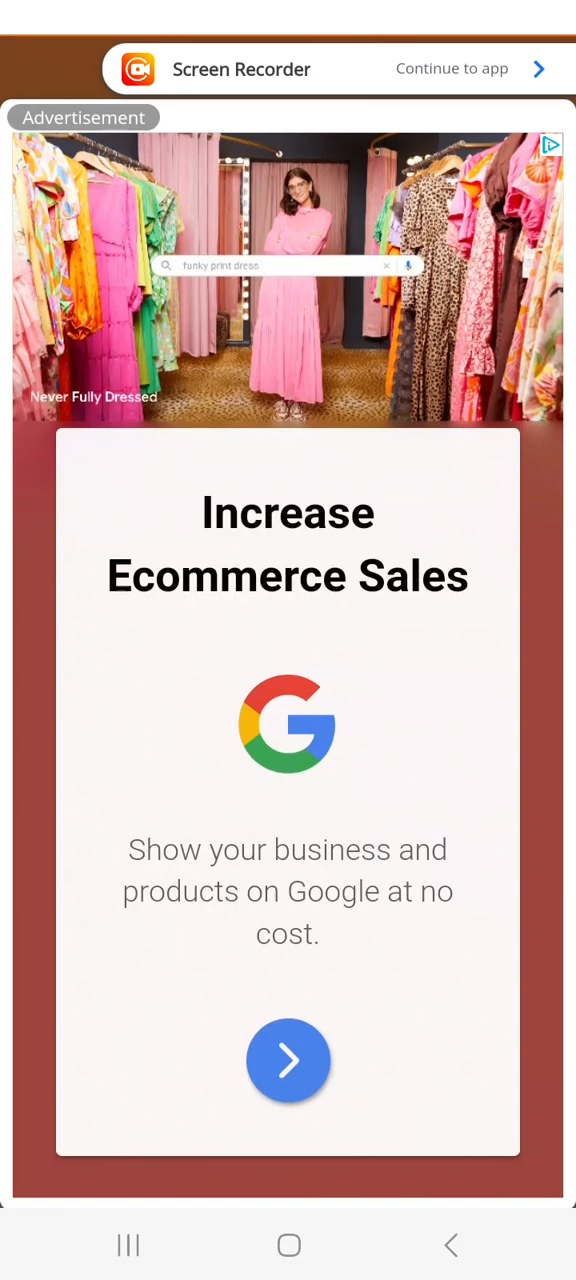 Screen Recorder Continue to app
Advertisement
funky print dress
Never Fully Dressed
Increase
Ecommerce Sales
Show your business and
products on Google at no
cost.